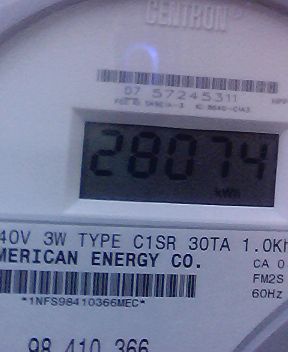 CENTRON
07 57245311
28074
kWh
40V 3W TYPE C1SR 30TA 1.0Kh
MERICAN ENERGY CO.
CA 0
FM2S
*1NFS98410366MEC*
60Hz
98 410 366